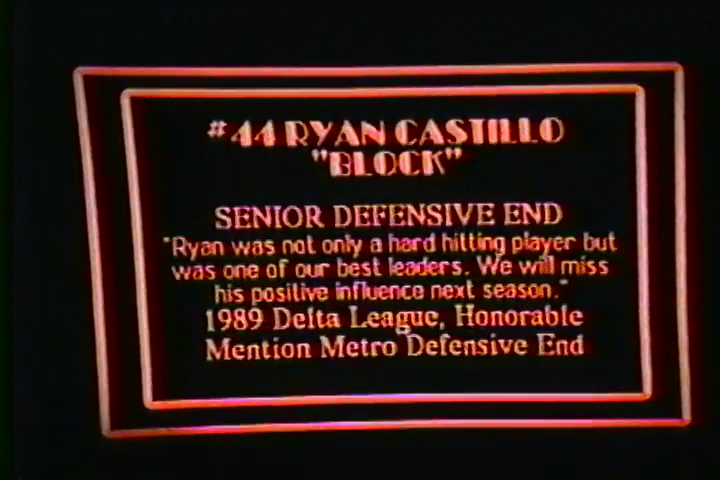 #44 RYAN CASTILLO
"BLOCK"
SENIOR DEFENSIVE END
"Ryan was not only a hard hitting player but
was one of our best leaders. We will miss
his positive influence next season."
1989 Delta League, Honorable
Mention Metro Defensive End